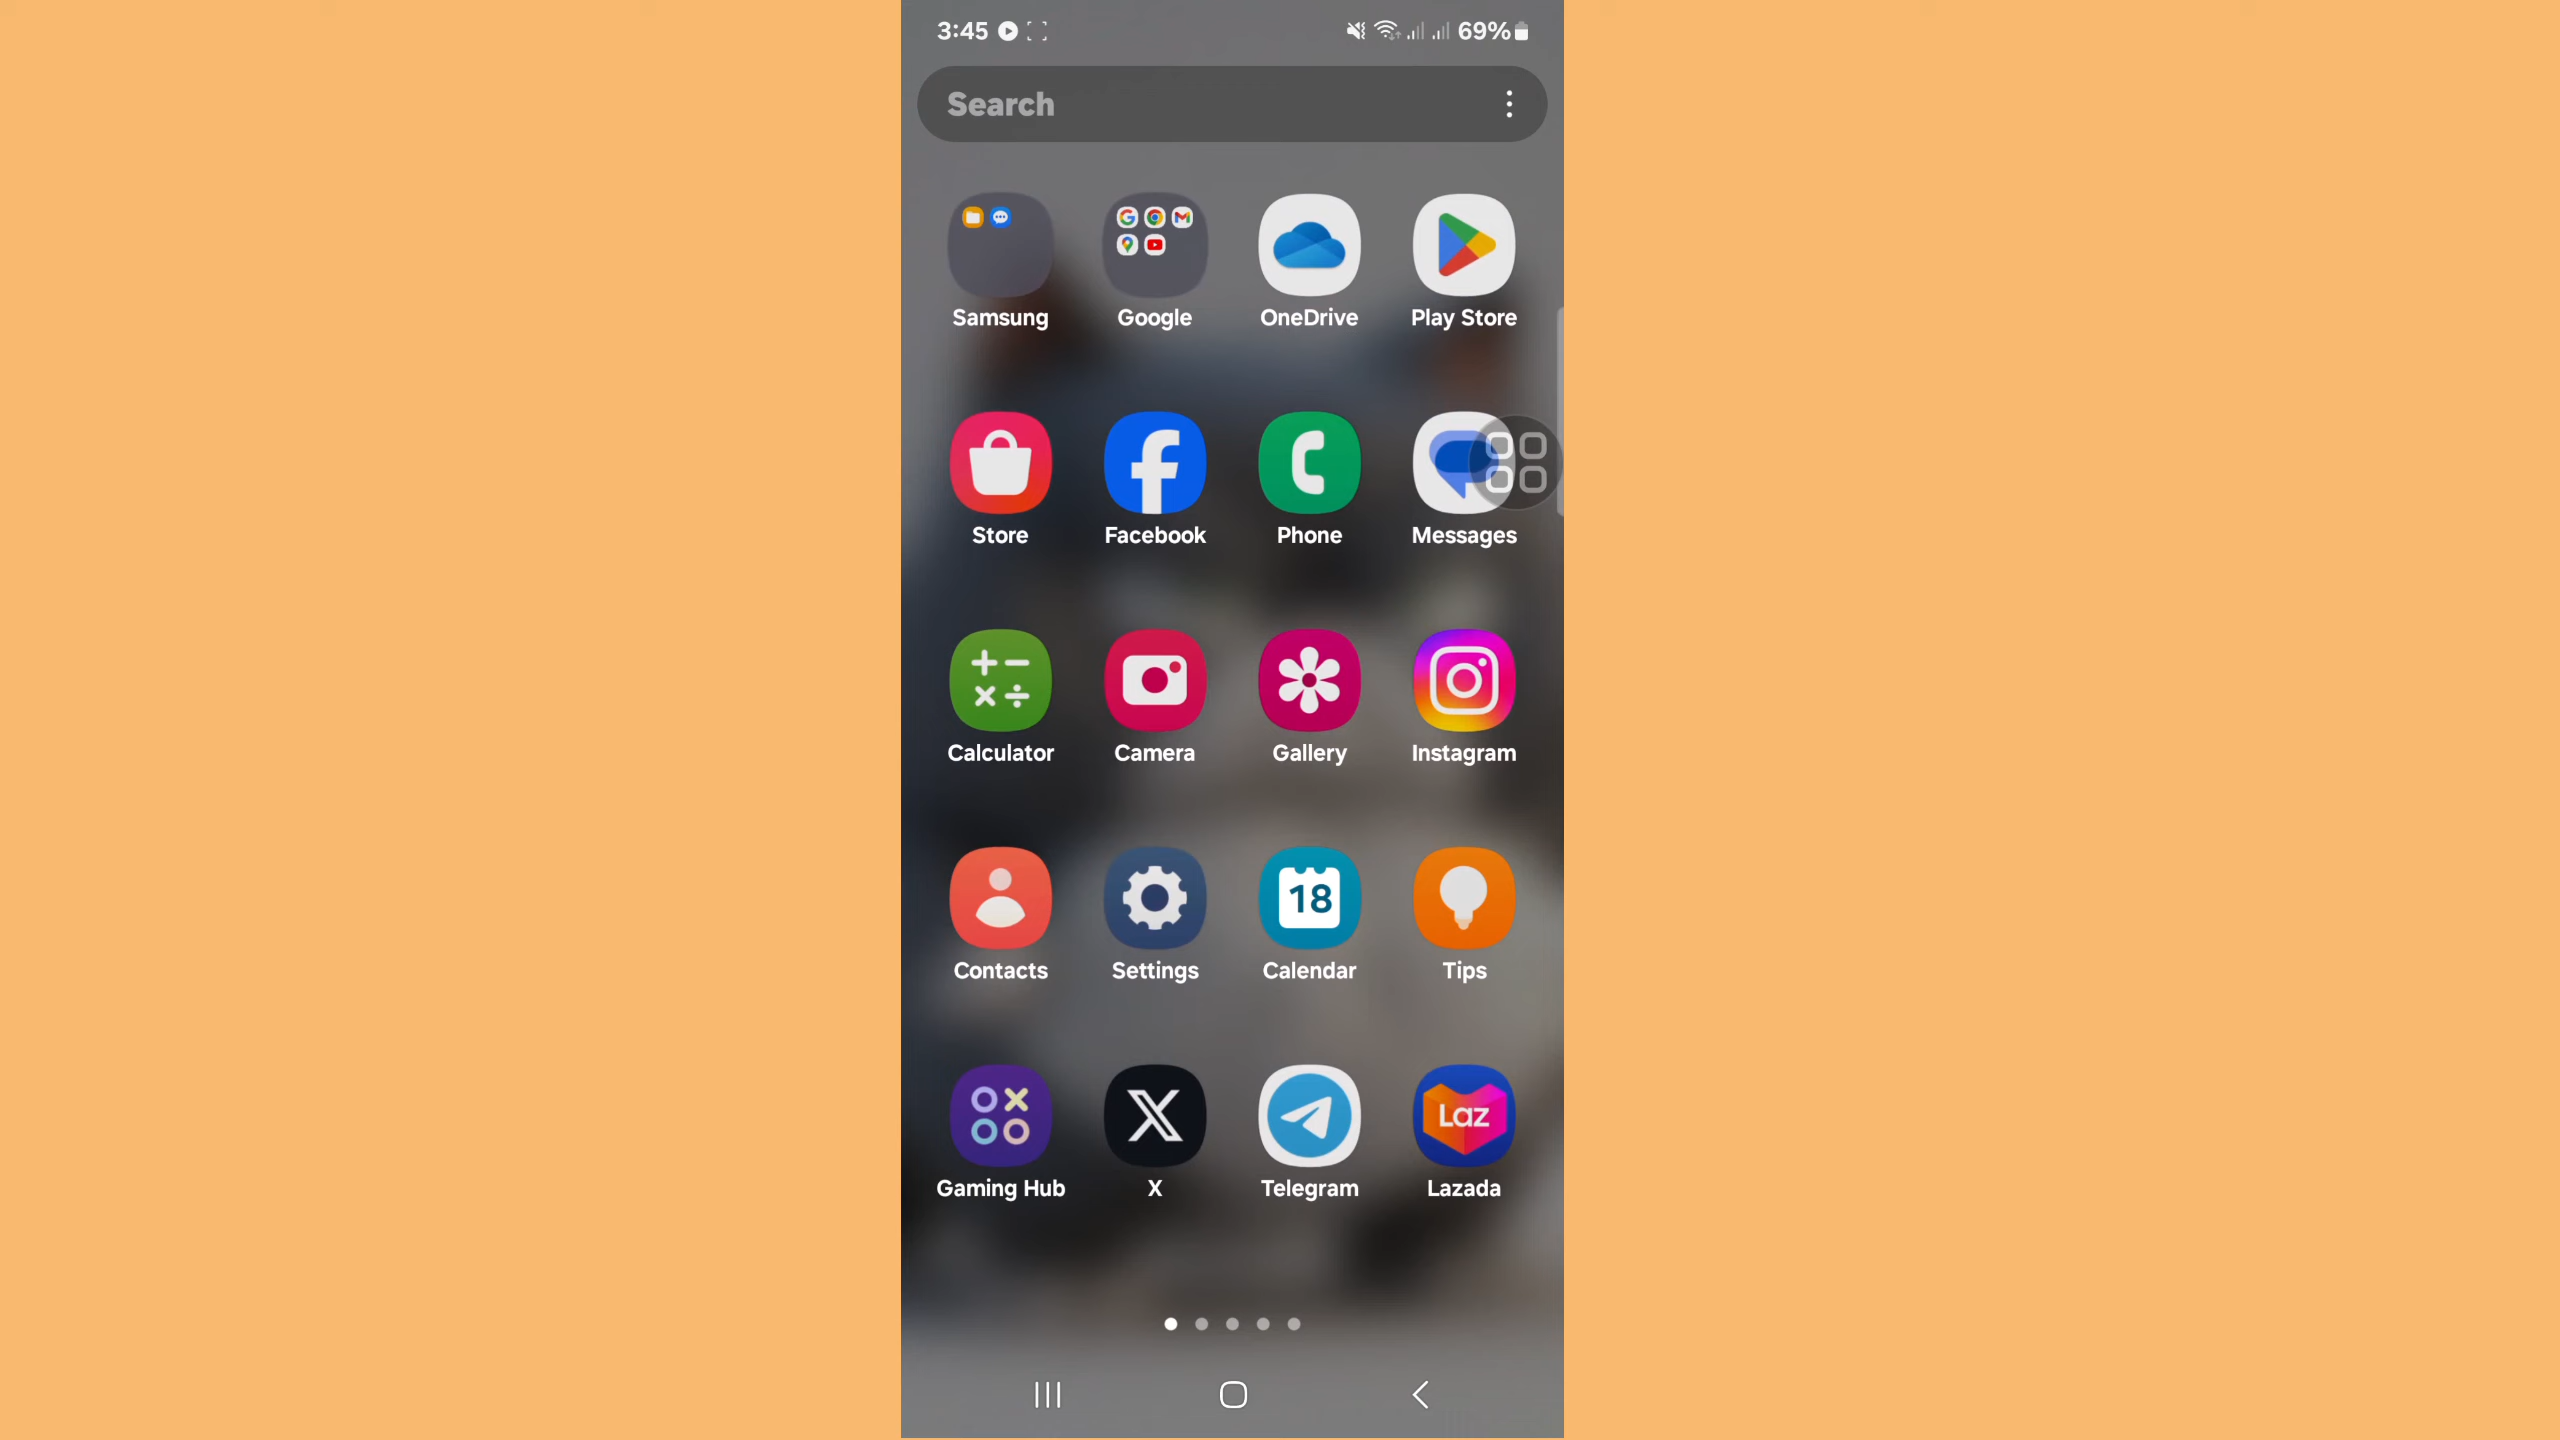 3:45 69%
Search
Samsung Google OneDrive Play Store
Store Facebook Phone Messages
Calculator Camera Gallery Instagram
18
Contacts Settings Calendar Tips
Laz
Gaming Hub X Telegram Lazada